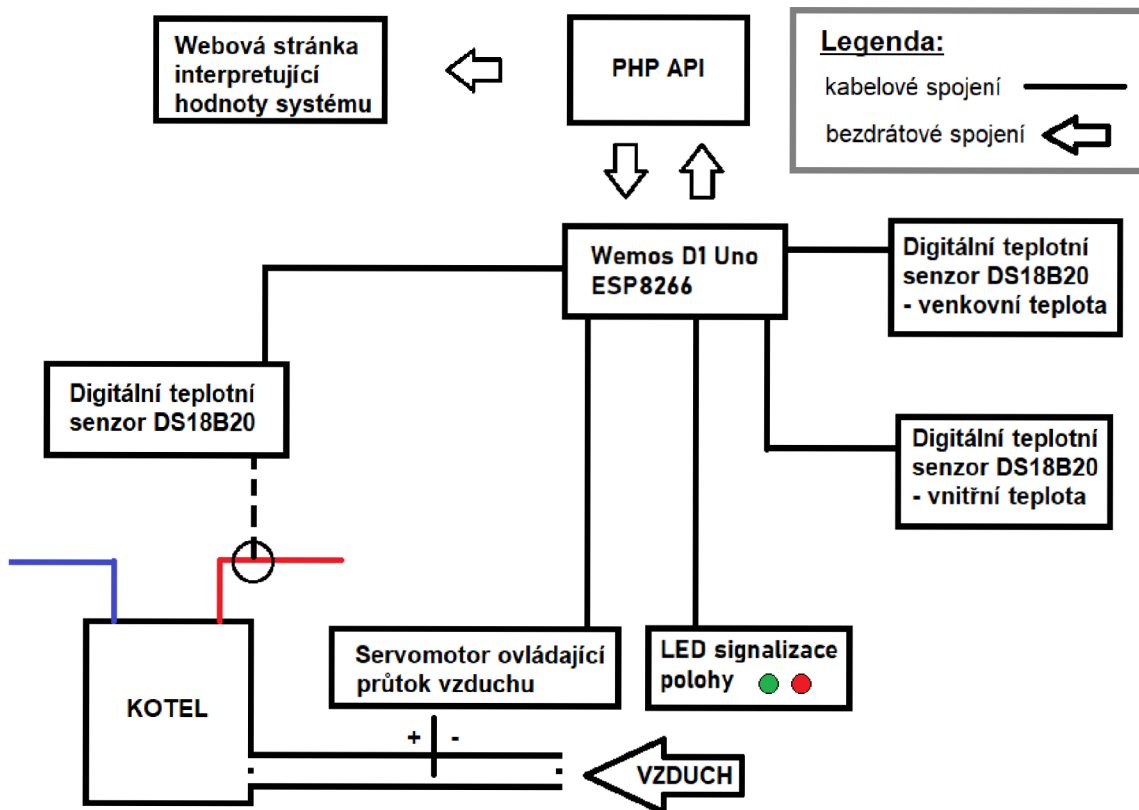 Webová stránka
interpretující
hodnoty systému
PHP API
Legenda:
kabelové spojení
bezdrátové spojení
Wemos D1 Uno
ESP8266
Digitální teplotní
senzor DS18B20
- venkovní teplota
Digitální teplotní
senzor DS18B20
Digitální teplotní
senzor DS18B20
- vnitřní teplota
Servomotor ovládající
průtok vzduchu
LED signalizace
polohy
KOTEL
+ -
VZDUCH